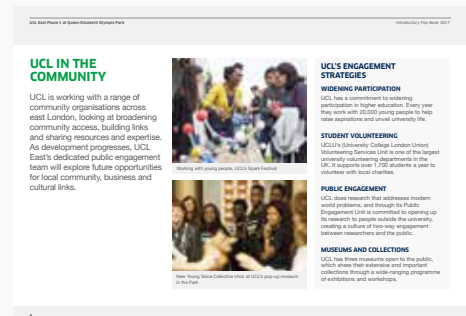 UCL East Phase 1 at Queen Elizabeth Olympic Park
Introductory Flip Book 2017
UCL IN THE
COMMUNITY
UCL is working with a range of
community organisations across
east London, looking at broadening
community access, building links
and sharing resources and expertise.
As development progresses, UCL
East's dedicated public engagement
team will explore future opportunities
for local community, business and
cultural links.
Working with young people, UCL's Spark Festival
New Young Voice Collective choir at UCL's pop-up museum
in the Park
UCL'S ENGAGEMENT
STRATEGIES
WIDENING PARTICIPATION
UCL has a commitment to widening
participation in higher education. Every year
they work with 20,000 young people to help
raise aspirations and unveil university life.
STUDENT VOLUNTEERING
UCLU's (University College London Union)
Volunteering Services Unit is one of the largest
university volunteering departments in the
UK. It supports over 1,700 students a year to
volunteer with local charities.
PUBLIC ENGAGEMENT
UCL does research that addresses modern
world problems, and through its Public
Engagement Unit is committed to opening up
its research to people outside the university,
creating a culture of two-way engagement
between researchers and the public.
MUSEUMS AND COLLECTIONS
UCL has three museums open to the public,
which share their extensive and important
collections through a wide-ranging programme
of exhibitions and workshops.